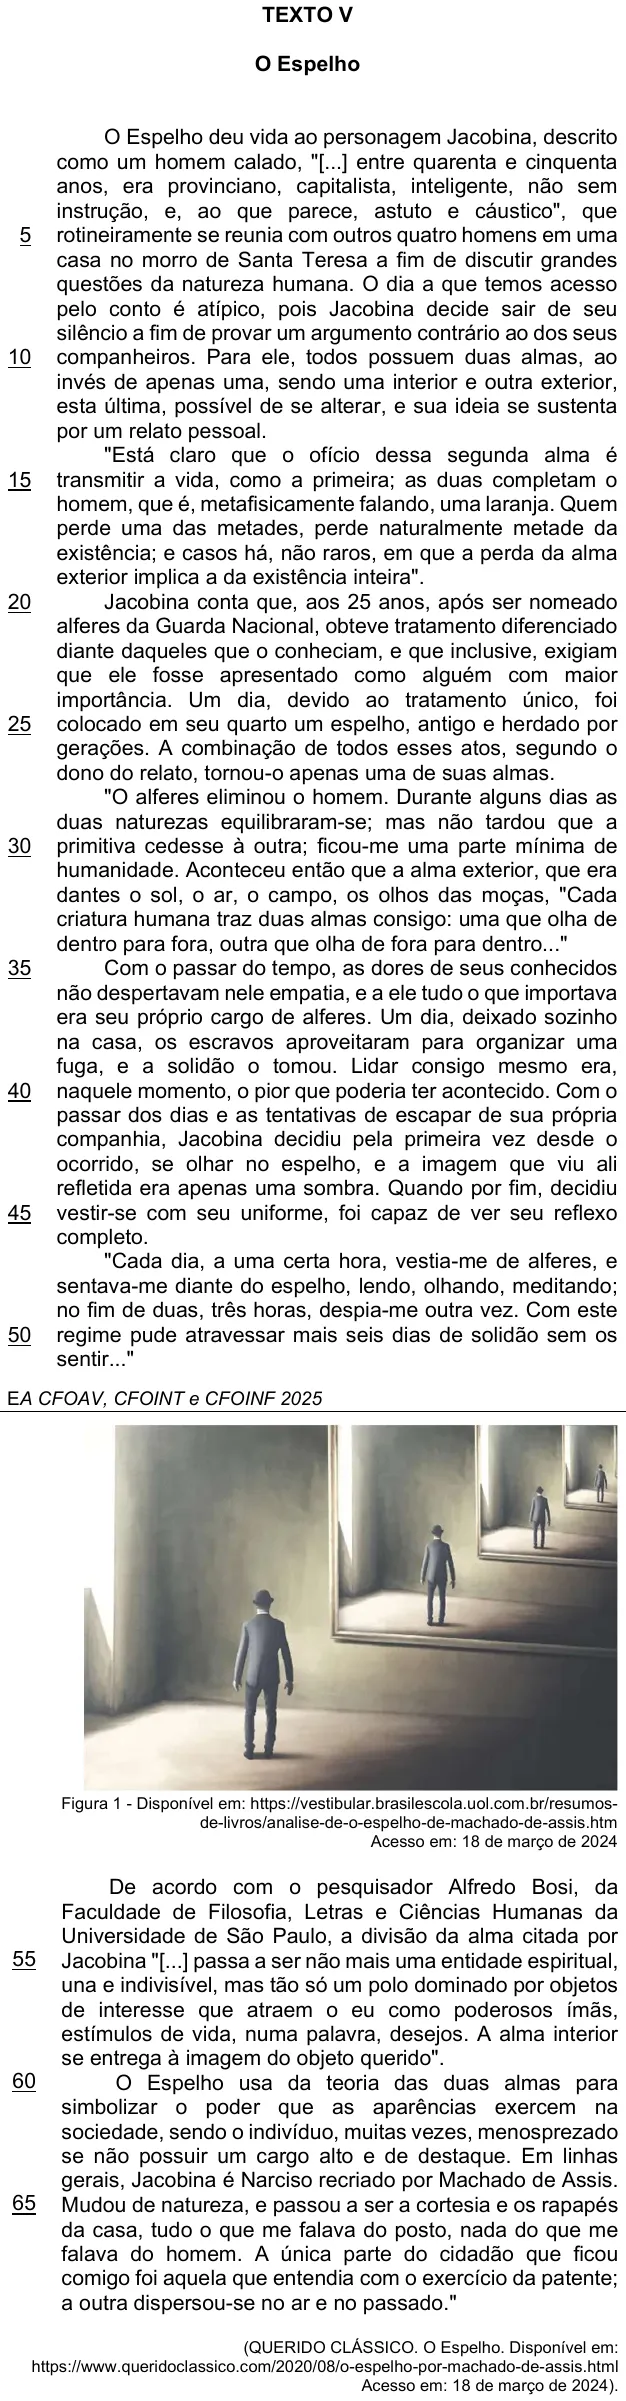 TEXTO V
O Espelho
O Espelho deu vida ao personagem Jacobina, descrito
como um homem calado, "[...] entre quarenta e cinquenta
anos, era provinciano, capitalista, inteligente, não sem
instrução, e, ao que parece, astuto e cáustico", que
5 rotineiramente se reunia com outros quatro homens em uma
casa no morro de Santa Teresa a fim de discutir grandes
questões da natureza humana. O dia a que temos acesso
pelo conto é atípico, pois Jacobina decide sair de seu
silêncio a fim de provar um argumento contrário ao dos seus
10 companheiros. Para ele, todos possuem duas almas, ao
invés de apenas uma, sendo uma interior e outra exterior,
esta última, possível de se alterar, e sua ideia se sustenta
por um relato pessoal.
"Está claro que o ofício dessa segunda alma é
15 transmitir a vida, como a primeira; as duas completam o
homem, que é, metafisicamente falando, uma laranja. Quem
perde uma das metades, perde naturalmente metade da
existência; e casos há, não raros, em que a perda da alma
exterior implica a da existência inteira".
20 Jacobina conta que, aos 25 anos, após ser nomeado
alferes da Guarda Nacional, obteve tratamento diferenciado
diante daqueles que o conheciam, e que inclusive, exigiam
que ele fosse apresentado como alguém com maior
importância. Um dia, devido ao tratamento único, foi
25 colocado em seu quarto um espelho, antigo e herdado por
gerações. A combinação de todos esses atos, segundo o
dono do relato, tornou-o apenas uma de suas almas.
"O alferes eliminou o homem. Durante alguns dias as
duas naturezas equilibraram-se; mas não tardou que a
30 primitiva cedesse à outra; ficou-me uma parte mínima de
humanidade. Aconteceu então que a alma exterior, que era
dantes o sol, o ar, o campo, os olhos das moças, "Cada
criatura humana traz duas almas consigo: uma que olha de
dentro para fora, outra que olha de fora para dentro..."
35 Com o passar do tempo, as dores de seus conhecidos
não despertavam nele empatia, e a ele tudo o que importava
era seu próprio cargo de alferes. Um dia, deixado sozinho
na casa, os escravos aproveitaram para organizar uma
fuga, e a solidão o tomou. Lidar consigo mesmo era,
40 naquele momento, o pior que poderia ter acontecido. Com o
passar dos dias e as tentativas de escapar de sua própria
companhia, Jacobina decidiu pela primeira vez desde o
ocorrido, se olhar no espelho, e a imagem que viu ali
refletida era apenas uma sombra. Quando por fim, decidiu
45 vestir-se com seu uniforme, foi capaz de ver seu reflexo
completo.
"Cada dia, a uma certa hora, vestia-me de alferes, e
sentava-me diante do espelho, lendo, olhando, meditando;
no fim de duas, três horas, despia-me outra vez. Com este
50 regime pude atravessar mais seis dias de solidão sem os
sentir..."
EA CFOAV, CFOINT e CFOINF 2025
Figura 1 - Disponível em: https://vestibular.brasilescola.uol.com.br/resumos-
de-livros/analise-de-o-espelho-de-machado-de-assis.htm
Acesso em: 18 de março de 2024
De acordo com o pesquisador Alfredo Bosi, da
Faculdade de Filosofia, Letras e Ciências Humanas da
Universidade de São Paulo, a divisão da alma citada por
55 Jacobina "[...] passa a ser não mais uma entidade espiritual,
una e indivisível, mas tão só um polo dominado por objetos
de interesse que atraem o eu como poderosos ímãs,
estímulos de vida, numa palavra, desejos. A alma interior
se entrega à imagem do objeto querido".
60 O Espelho usa da teoria das duas almas para
simbolizar o poder que as aparências exercem na
sociedade, sendo o indivíduo, muitas vezes, menosprezado
se não possuir um cargo alto e de destaque. Em linhas
gerais, Jacobina é Narciso recriado por Machado de Assis.
65 Mudou de natureza, e passou a ser a cortesia e os rapapés
da casa, tudo o que me falava do posto, nada do que me
falava do homem. A única parte do cidadão que ficou
comigo foi aquela que entendia com o exercício da patente;
a outra dispersou-se no ar e no passado."
(QUERIDO CLÁSSICO. O Espelho. Disponível em:
https://www.queridoclassico.com/2020/08/o-espelho-por-machado-de-assis.html
Acesso em: 18 de março de 2024).